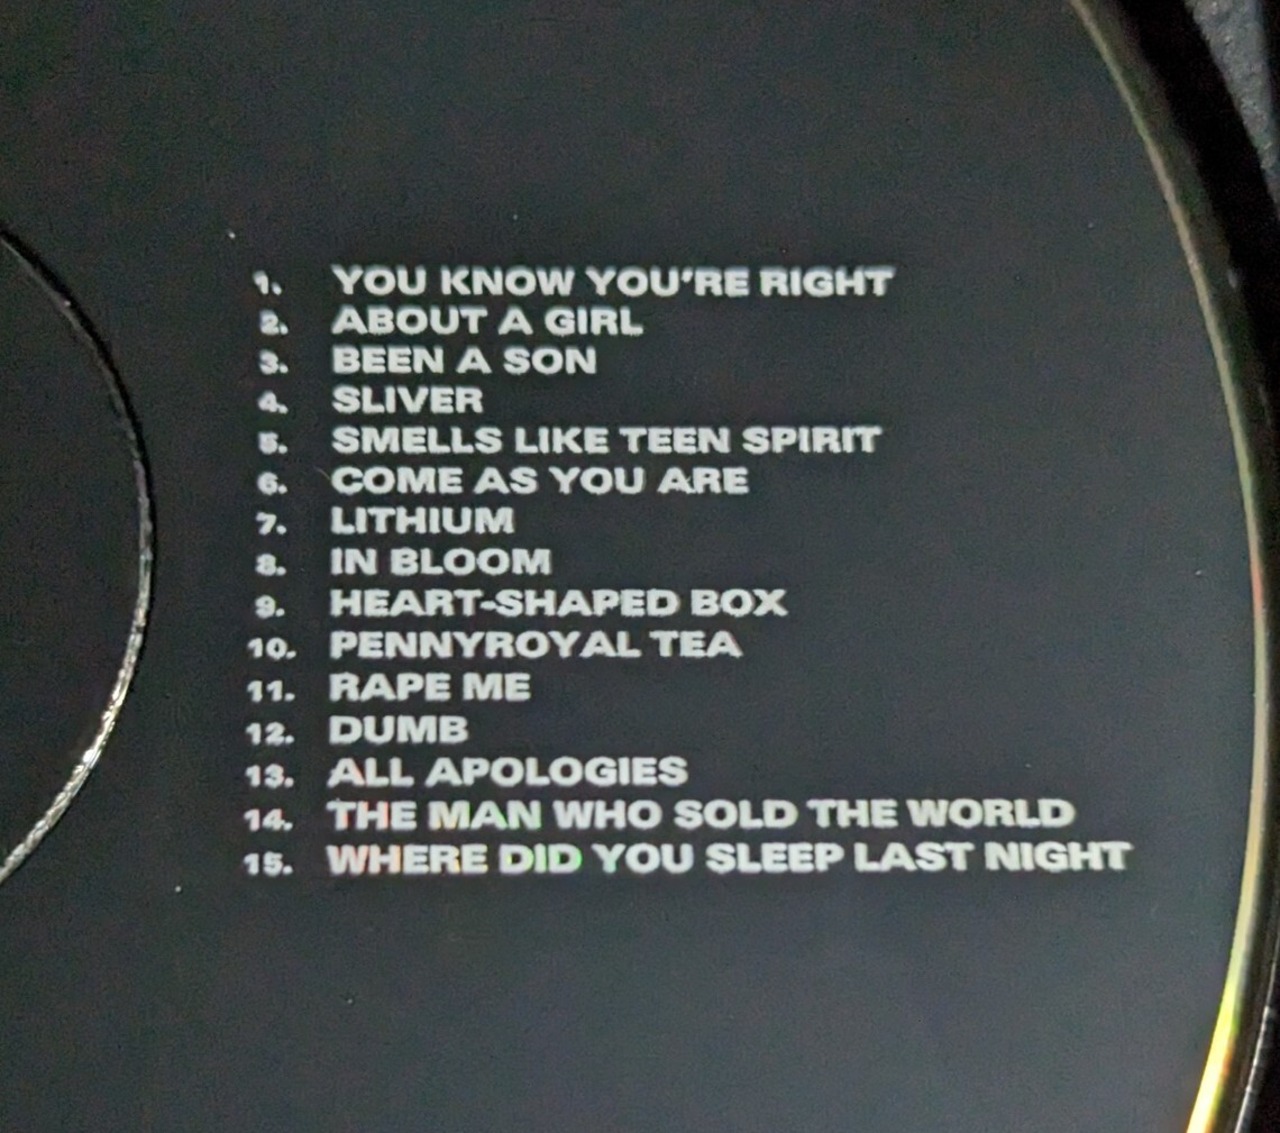 1. YOU KNOW YOU'RE RIGHT
2. ABOUT A GIRL
3. BEEN A SON
4. SLIVER
5. SMELLS LIKE TEEN SPIRIT
6. COME AS YOU ARE
7. LITHIUM
8. IN BLOOM
9. HEART-SHAPED BOX
10. PENNYROYAL TEA
11. RAPE ME
12. DUMB
13. ALL APOLOGIES
14. THE MAN WHO SOLD THE WORLD
15. WHERE DID YOU SLEEP LAST NIGHT